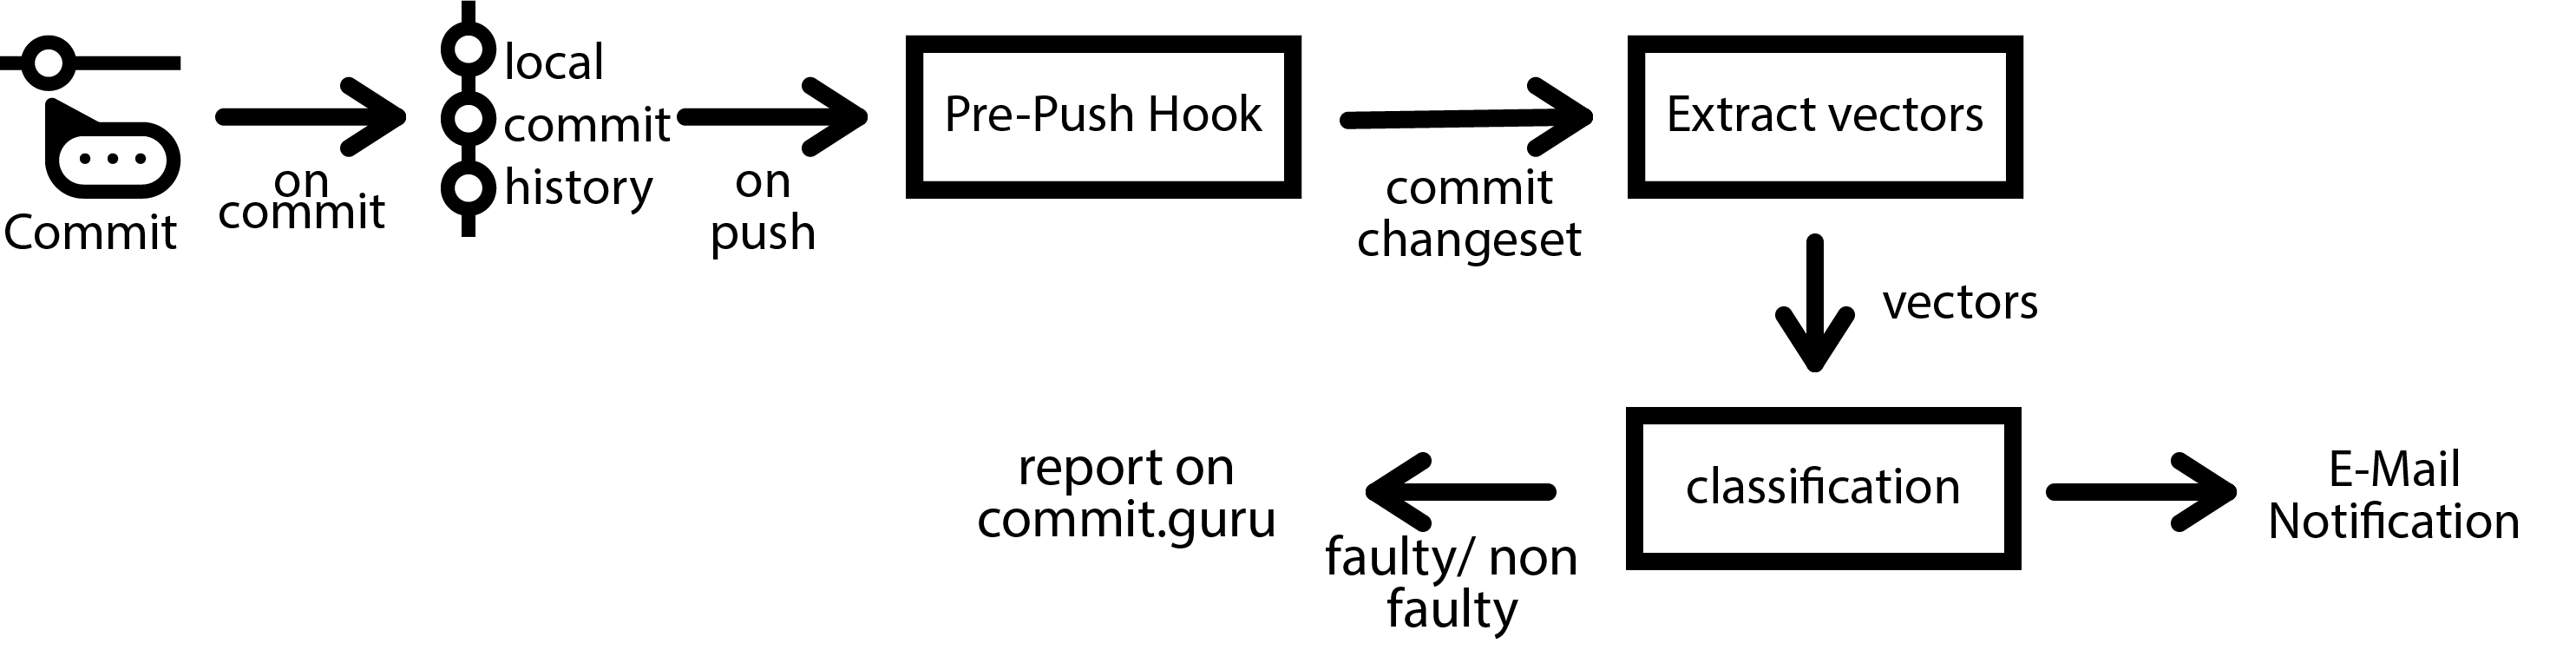 Commit
on
commit
local
commit
history
on
push
Pre-Push Hook
commit
changeset
Extract vectors
vectors
classification
faulty/ non
faulty
report on
commit.guru
E-Mail
Notification